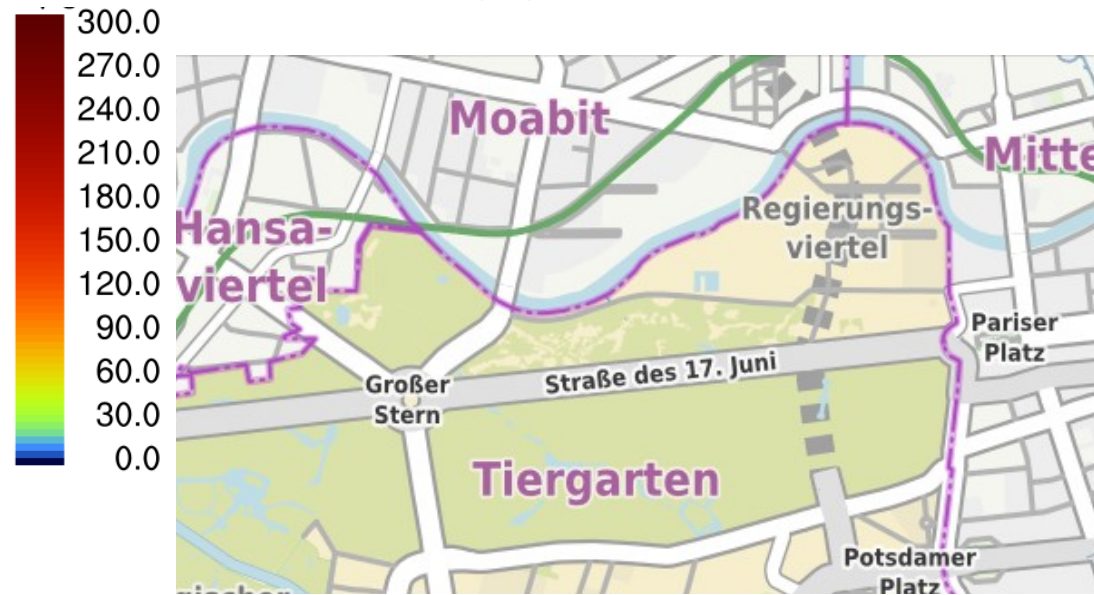 300.0
270.0
240.0
210.0
180.0
150.0
120.0
90.0
60.0
30.0
0.0
Moabit
Mitte
Hansa-
viertel
Regierungs-
viertel
Pariser
Platz
Großer
Stern
Straße des 17. Juni
Tiergarten
Potsdamer
Platz